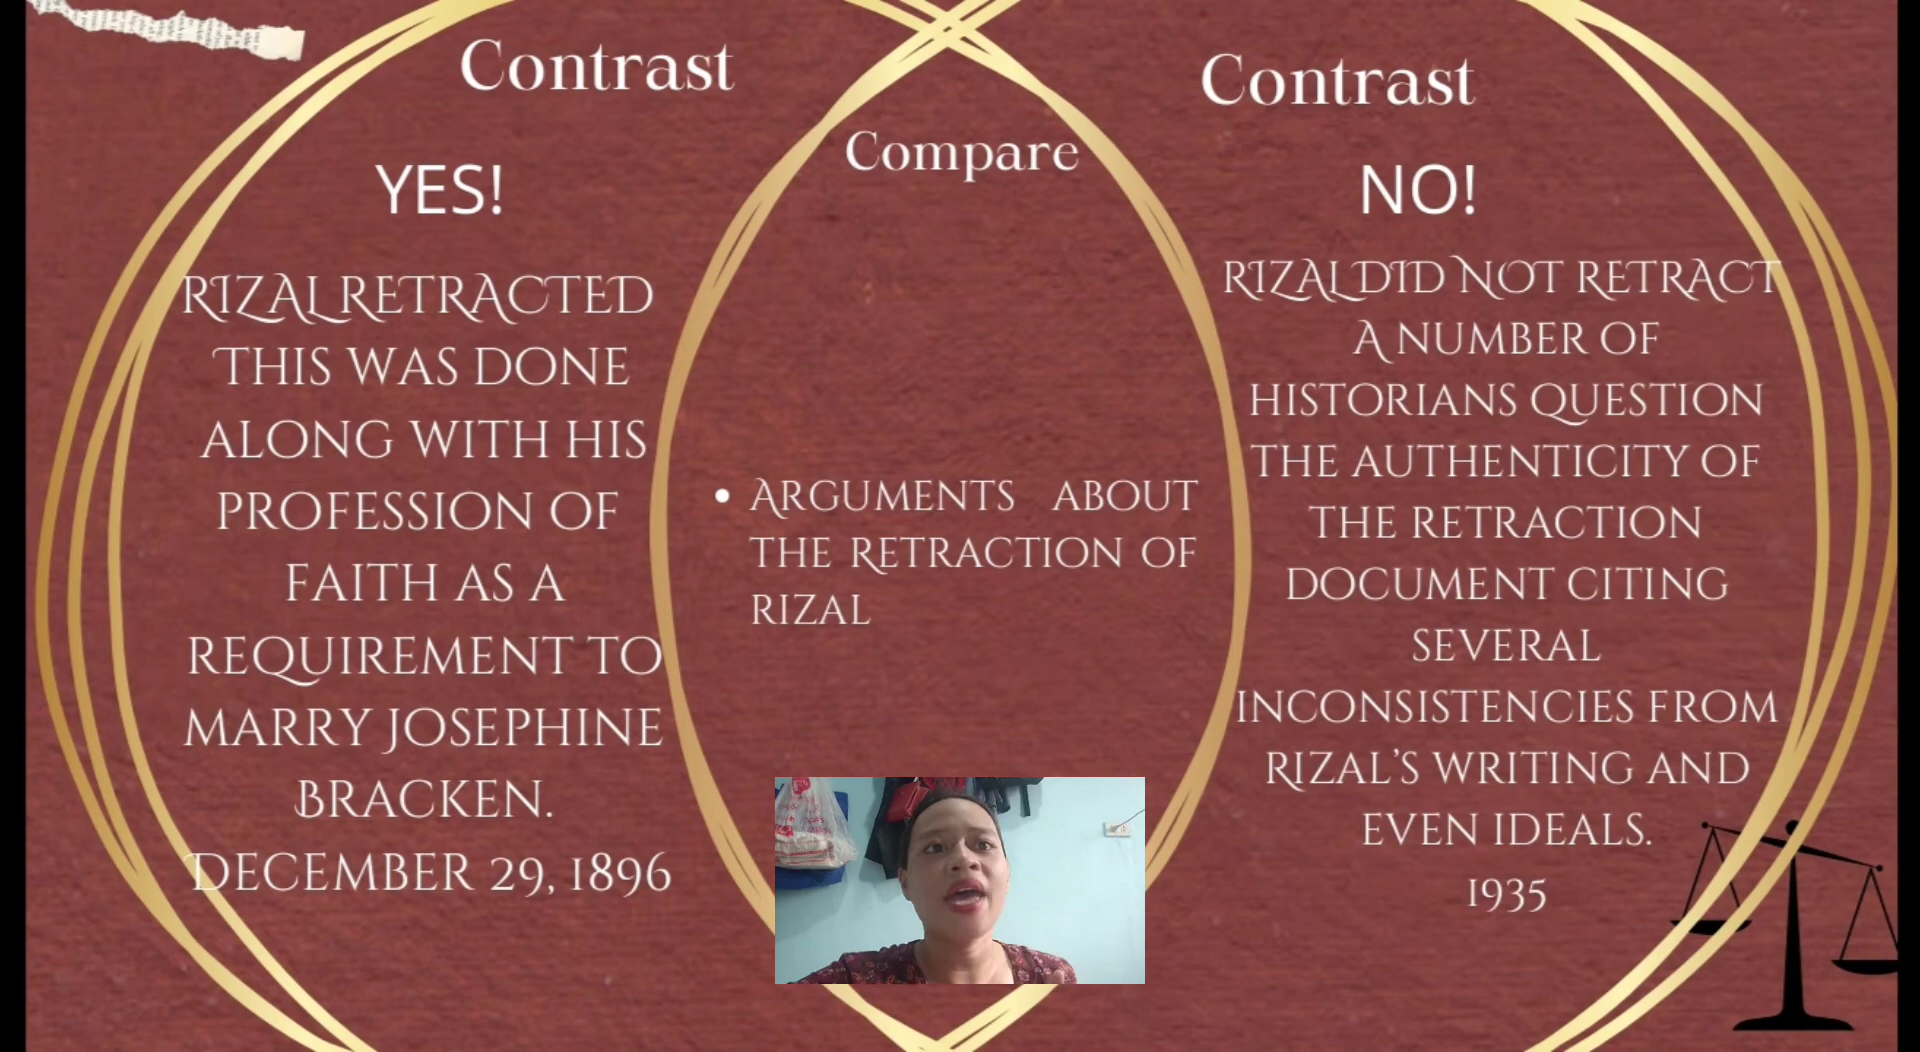 Contrast
YES!
RIZAL RETRACTED
THIS WAS DONE
ALONG WITH HIS
PROFESSION OF
FAITH AS A
REQUIREMENT TO
MARRY JOSEPHINE
BRACKEN.
DECEMBER 29, 1896
Compare
• ARGUMENTS ABOUT
THE RETRACTION OF
RIZAL
Contrast
NO!
RIZAL DID NOT RETRACT
A NUMBER OF
HISTORIANS QUESTION
THE AUTHENTICITY OF
THE RETRACTION
DOCUMENT CITING
SEVERAL
INCONSISTENCIES FROM
RIZAL'S WRITING AND
EVEN IDEALS.
1935